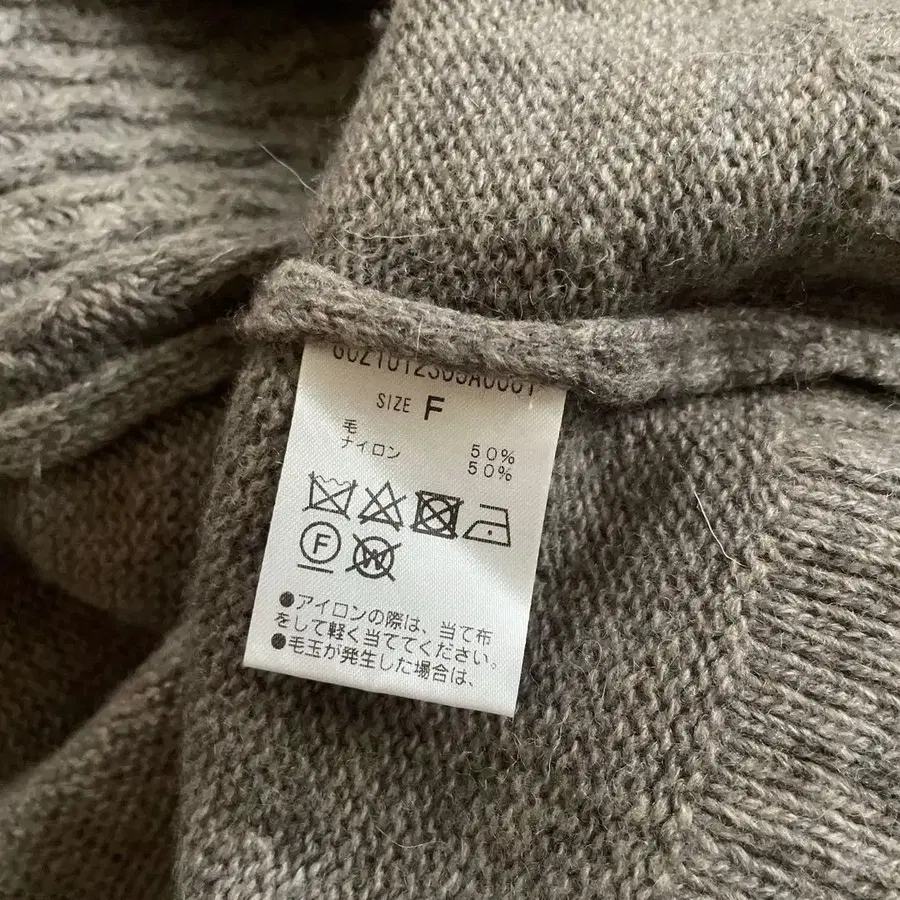 SIZE F
毛 50%
ナイロン 50%
F
W
●アイロンの際は、当て布
をして軽く当ててください。
●毛玉が発生した場合は、